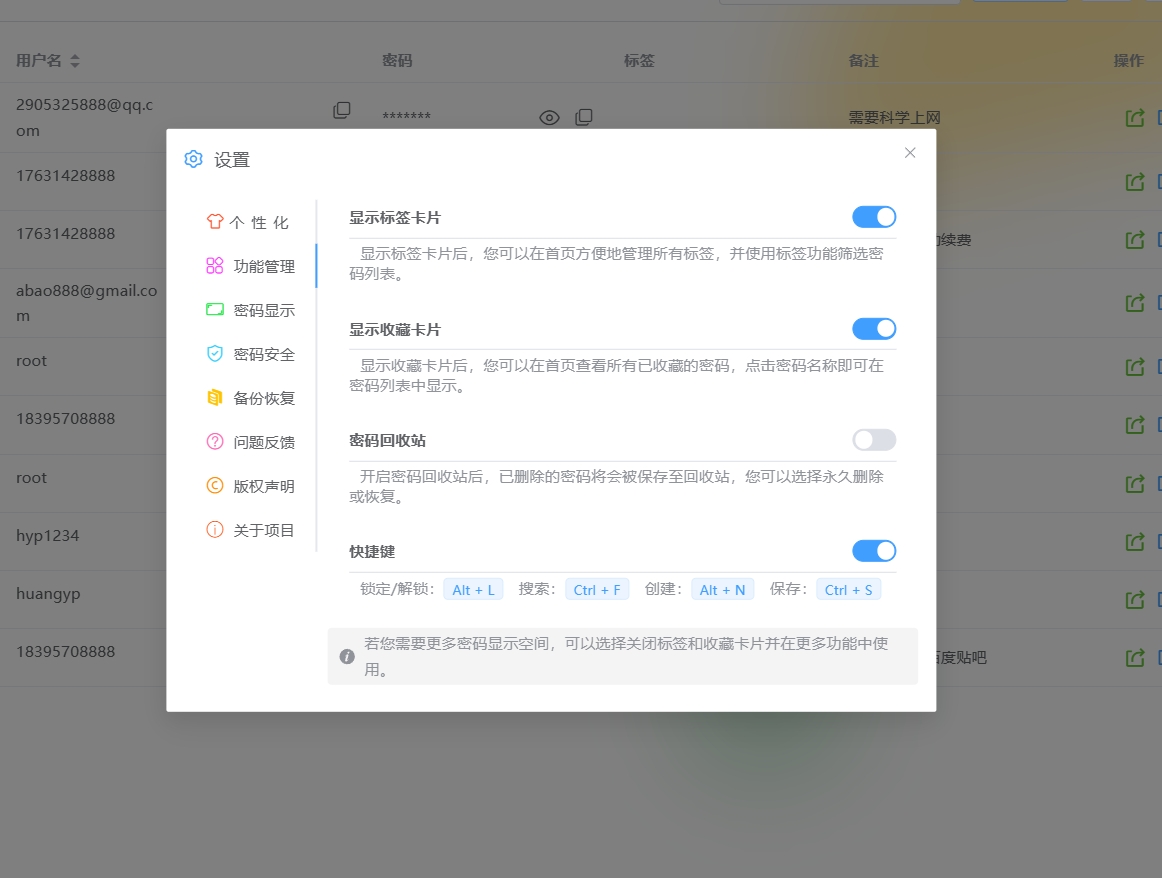 用户名 密码 标签 备注 操作
2905325888@qq.c
om
******* 需要科学上网
17631428888
17631428888
续费
abao888@gmail.co
m
root
18395708888
root
hyp1234
huangyp
18395708888
度贴吧
设置
个 性 化
功能管理
密码显示
密码安全
备份恢复
问题反馈
版权声明
关于项目
显示标签卡片
显示标签卡片后，您可以在首页方便地管理所有标签，并使用标签功能筛选密
码列表。
显示收藏卡片
显示收藏卡片后，您可以在首页查看所有已收藏的密码，点击密码名称即可在
密码列表中显示。
密码回收站
开启密码回收站后，已删除的密码将会被保存至回收站，您可以选择永久删除
或恢复。
快捷键
锁定/解锁： Alt + L 搜索： Ctrl + F 创建： Alt + N 保存： Ctrl + S
若您需要更多密码显示空间，可以选择关闭标签和收藏卡片并在更多功能中使
用。